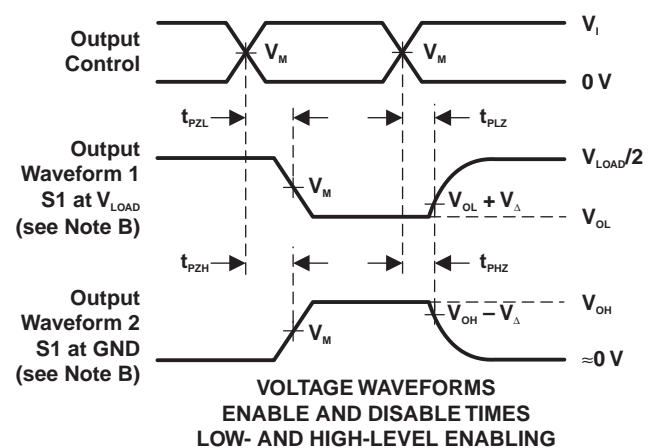 Output
Control
V_M
V_M
V_I
0 V
t_PZL
t_PLZ
Output
Waveform 1
S1 at V_LOAD
(see Note B)
V_M
V_LOAD/2
V_OL + V_Δ
V_OL
t_PZH
t_PHZ
Output
Waveform 2
S1 at GND
(see Note B)
V_M
V_OH − V_Δ
V_OH
≈0 V
VOLTAGE WAVEFORMS
ENABLE AND DISABLE TIMES
LOW- AND HIGH-LEVEL ENABLING